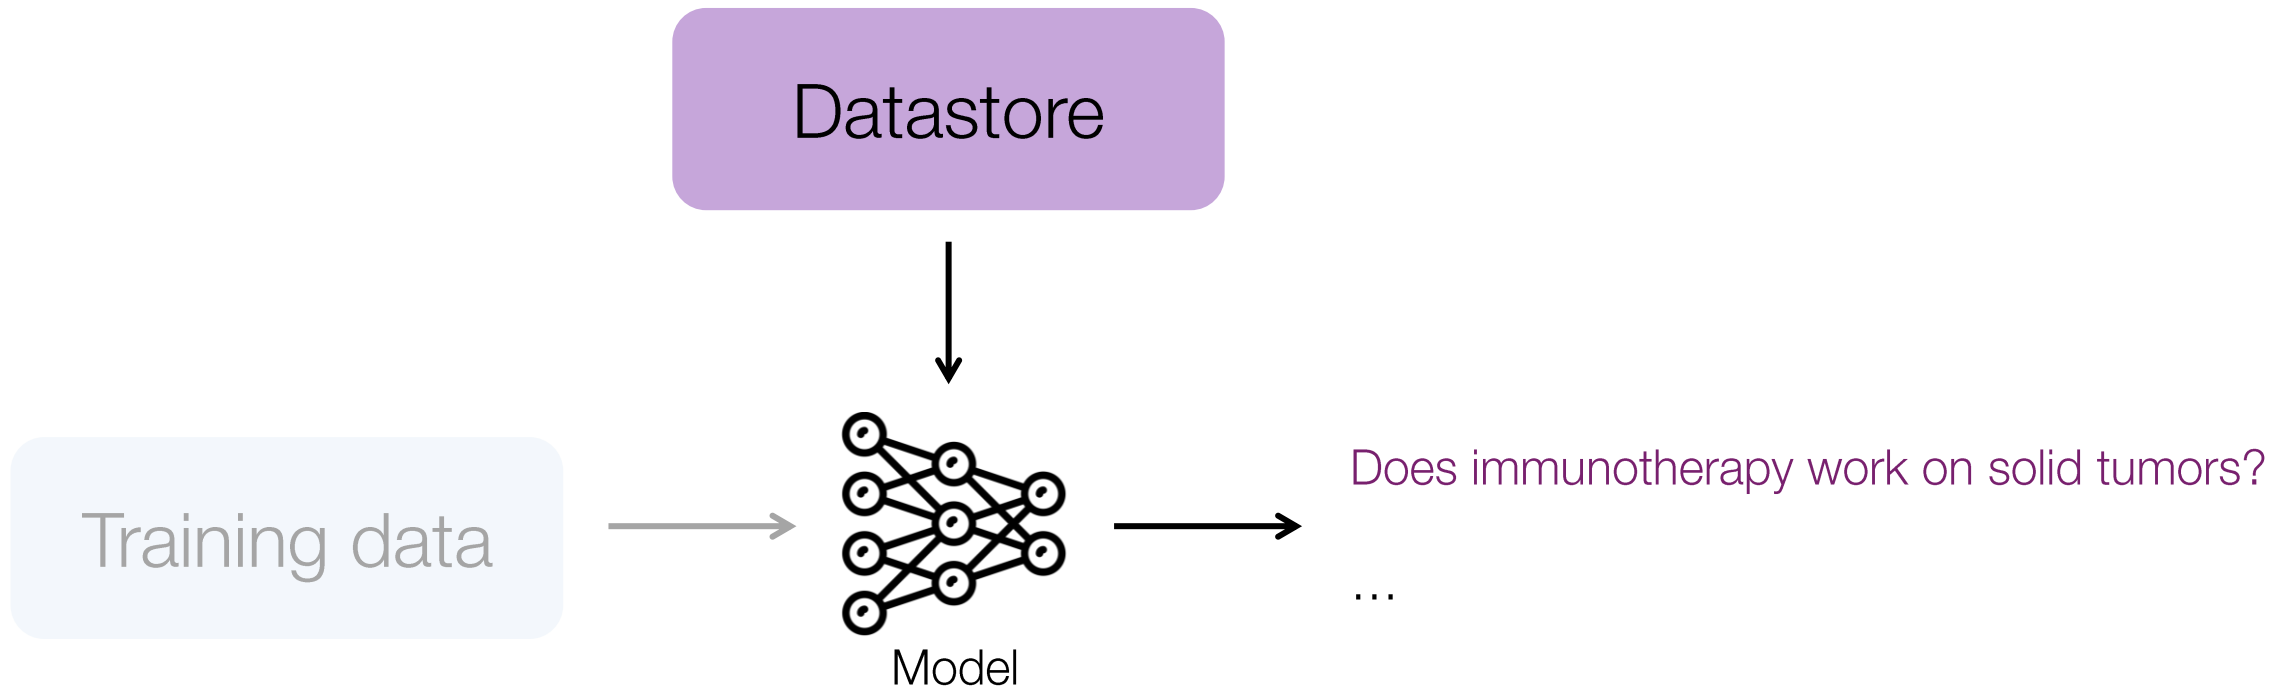 Datastore
Training data
Does immunotherapy work on solid tumors?
...
Model